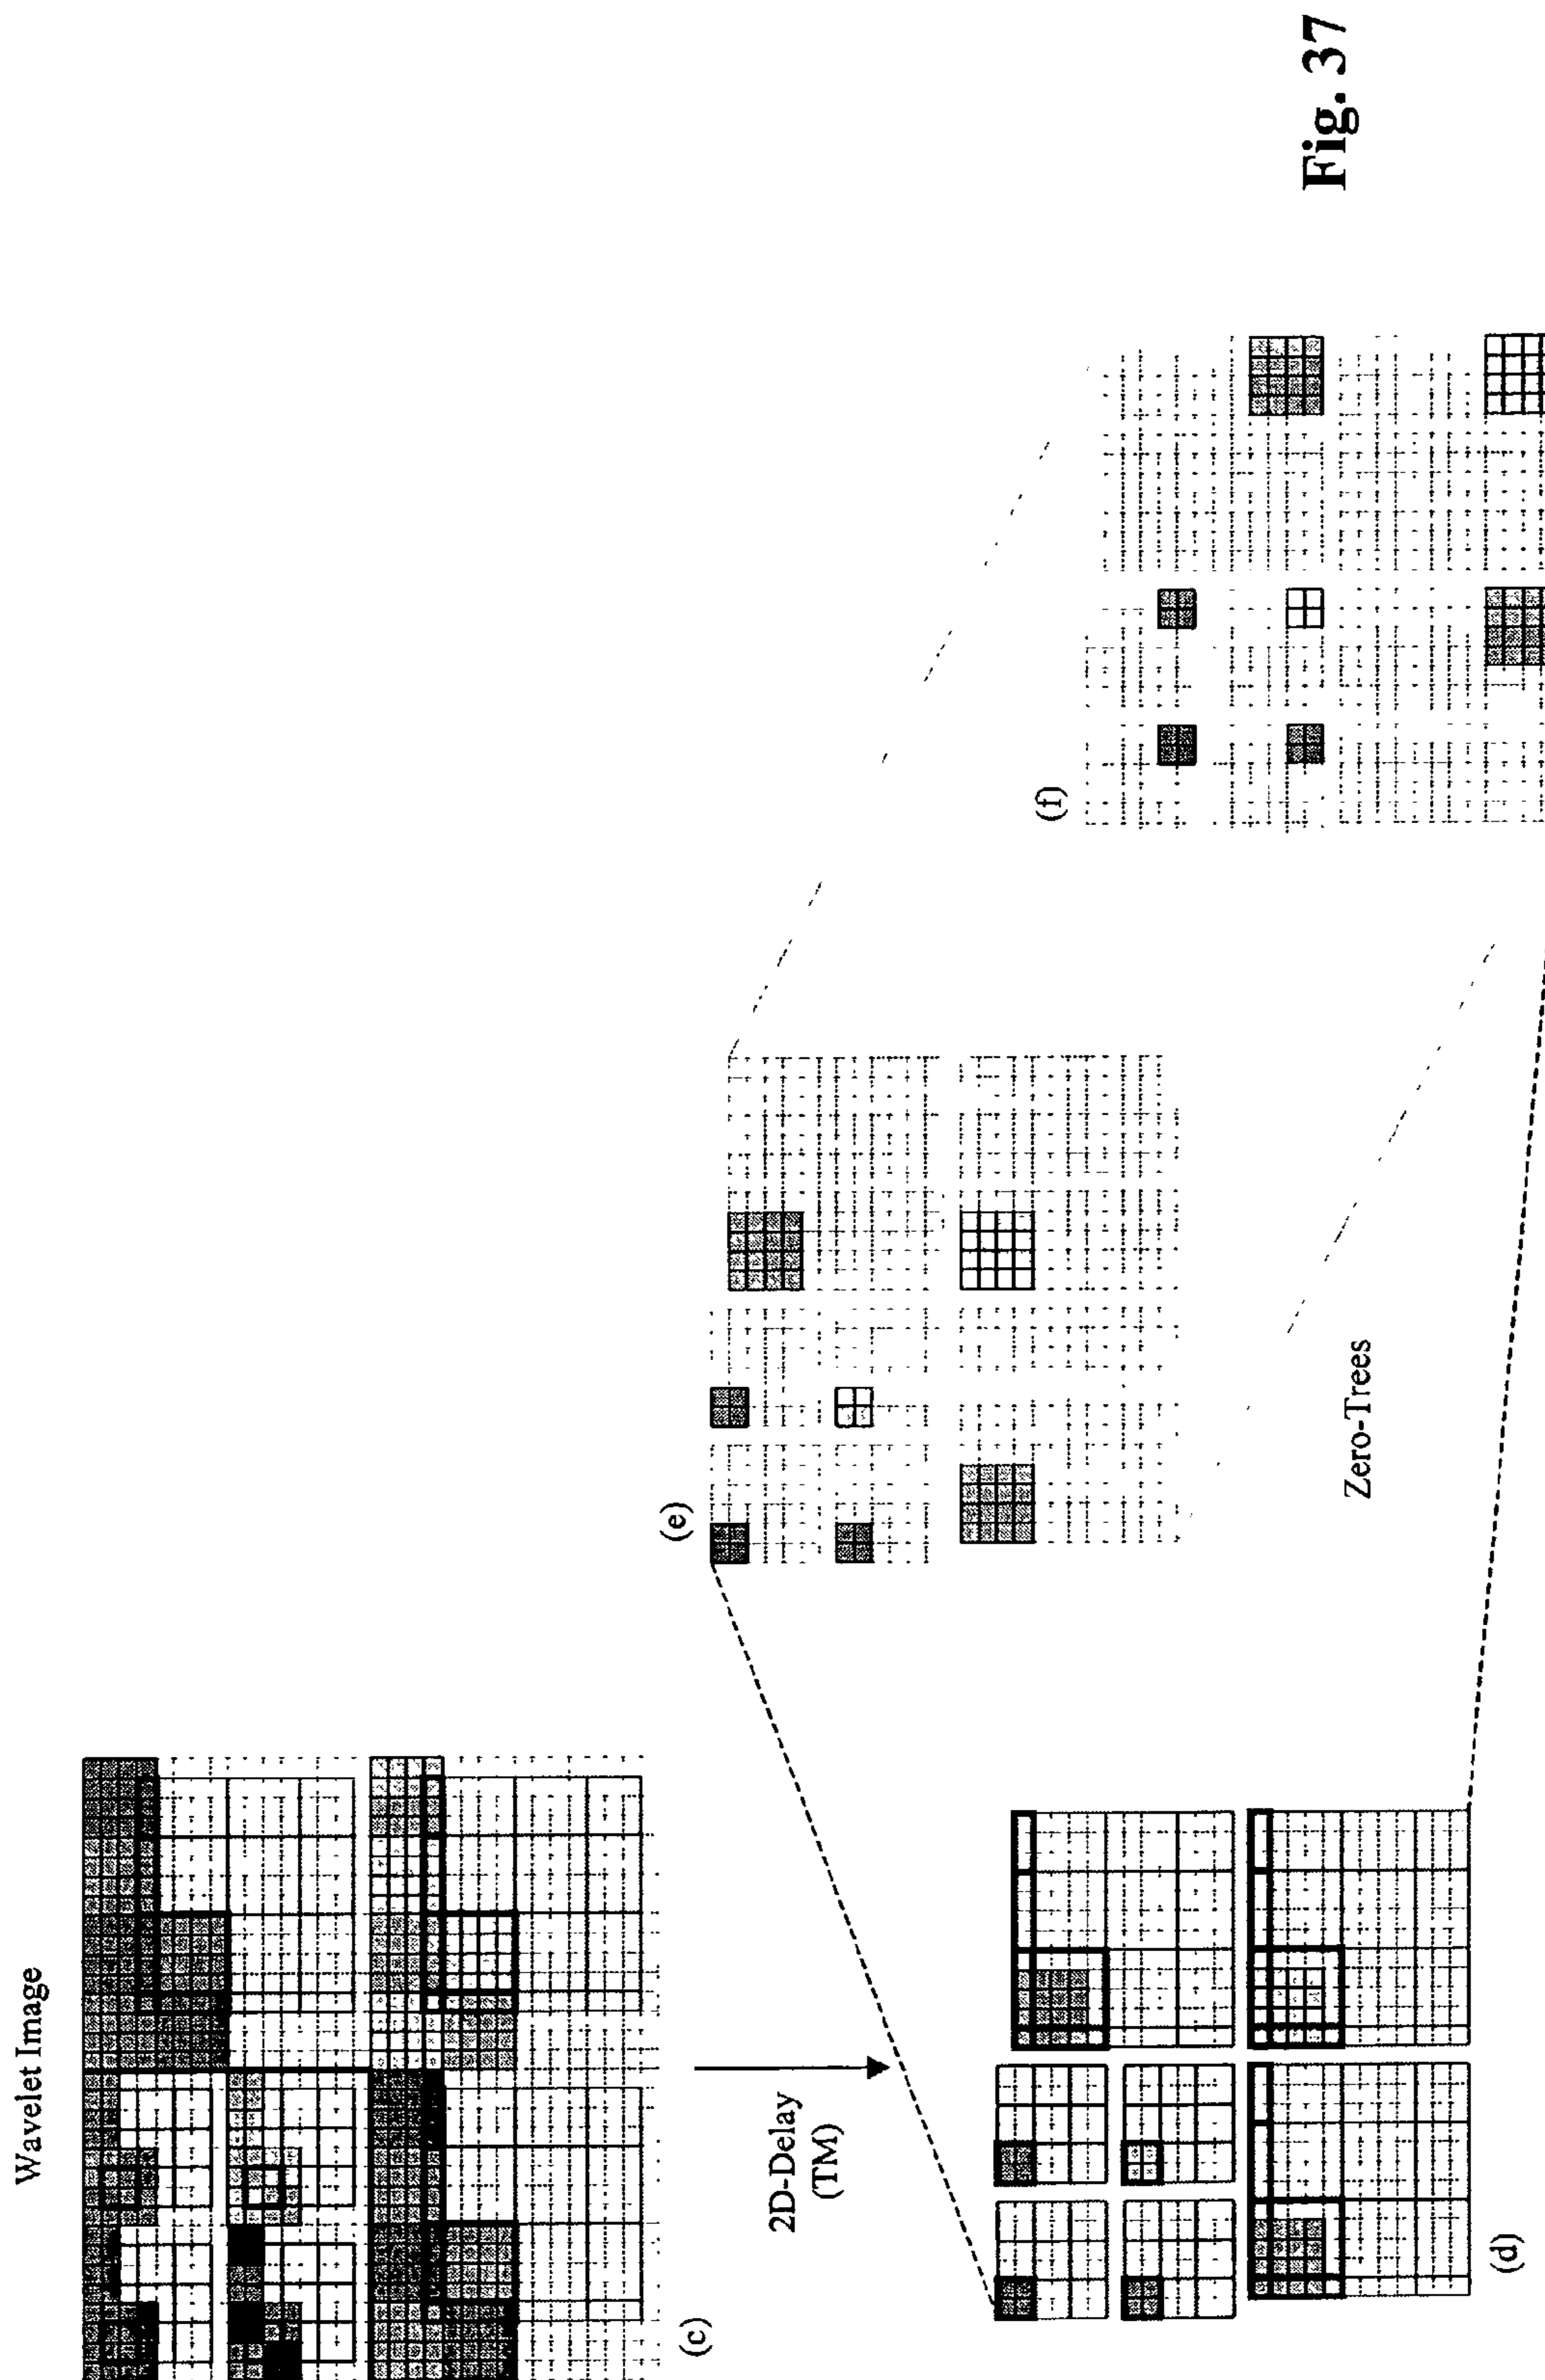 Wavelet Image
(c)
2D-Delay
(TM)
(d)
(e)
Zero-Trees
(f)
Fig. 37